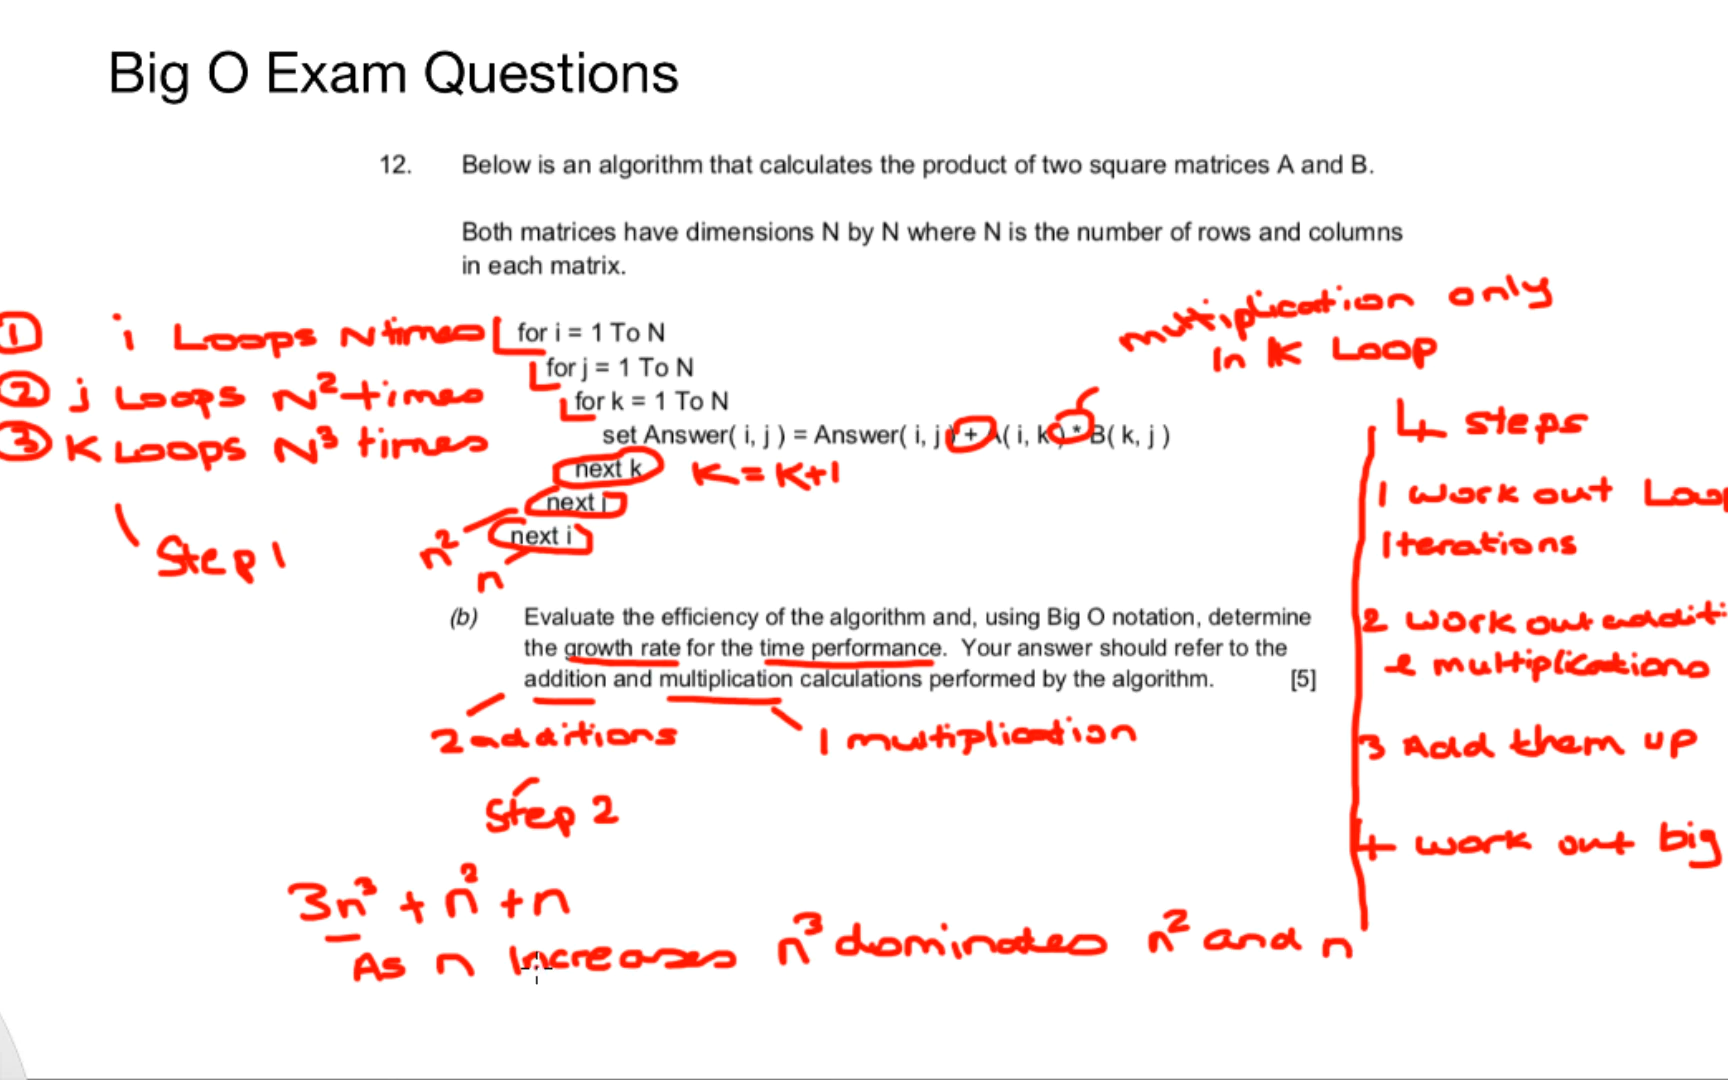 Big O Exam Questions
12. Below is an algorithm that calculates the product of two square matrices A and B.
Both matrices have dimensions N by N where N is the number of rows and columns
in each matrix.
multiplication only
In K Loop
1 i Loops N times for i = 1 To N
for j = 1 To N
2 j Loops N² times
for k = 1 To N
3 K Loops N³ times
set Answer( i, j ) = Answer( i, j ) + A( i, k ) * B( k, j )
next k K = K+1
next j
next i
n²
n
Step 1
4 steps
1 work out
Iterations
2 work out
& multiplications
3 Add them up
4 work out big
(b) Evaluate the efficiency of the algorithm and, using Big O notation, determine
the growth rate for the time performance. Your answer should refer to the
addition and multiplication calculations performed by the algorithm. [5]
2 additions 1 multiplication
Step 2
3n³ + n² + n
As n Increases n³ dominates n² and n